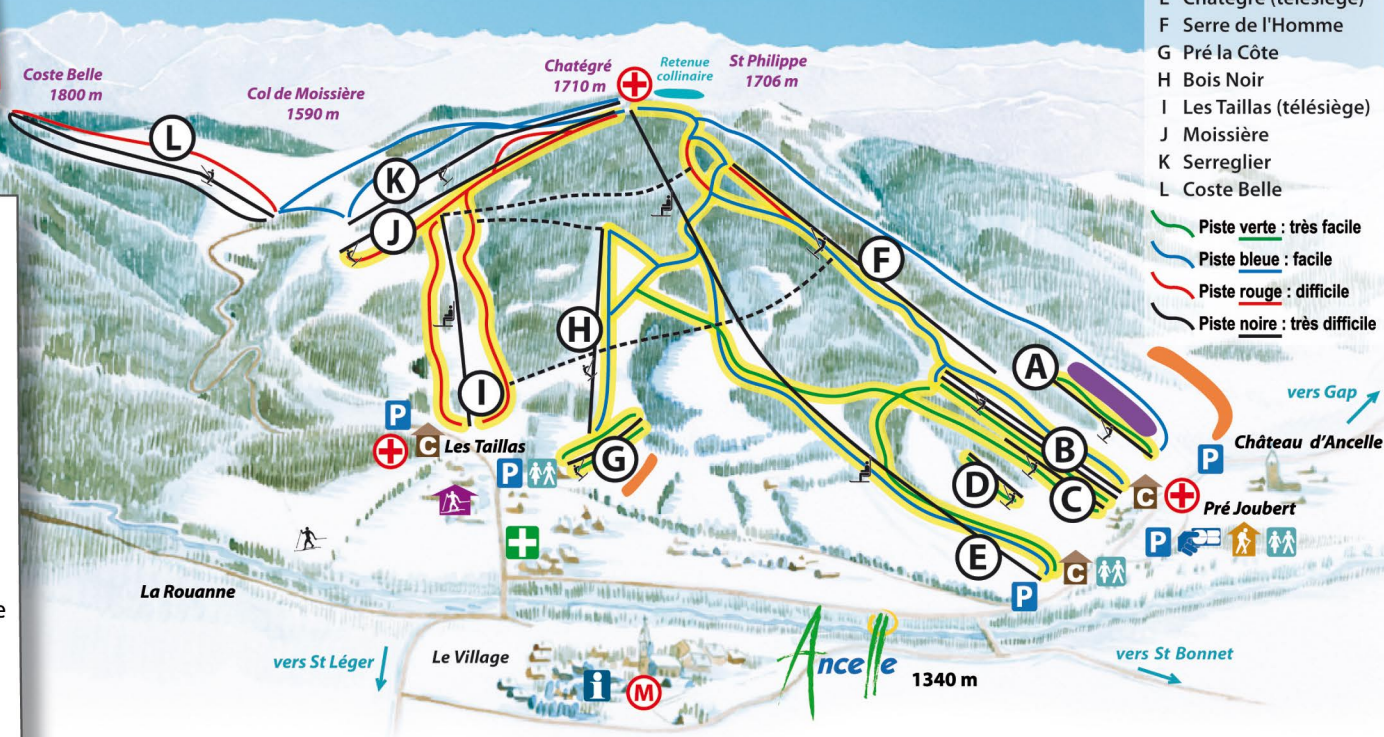 E Chatégré (télésiège)
F Serre de l'Homme
G Pré la Côte
H Bois Noir
I Les Taillas (télésiège)
J Moissière
K Serreglier
L Coste Belle
Piste verte : très facile
Piste bleue : facile
Piste rouge : difficile
Piste noire : très difficile
Coste Belle
1800 m
Col de Moissière
1590 m
Chatégré
1710 m
Retenue
collinaire
St Philippe
1706 m
L
K
J
F
H
A
I
B
G
D
C
E
vers Gap
Château d'Ancelle
P
P
C
Les Taillas
P
C
Pré Joubert
P
C
P
e
La Rouanne
vers St Léger
Le Village
i
M
Ancelle
1340 m
vers St Bonnet